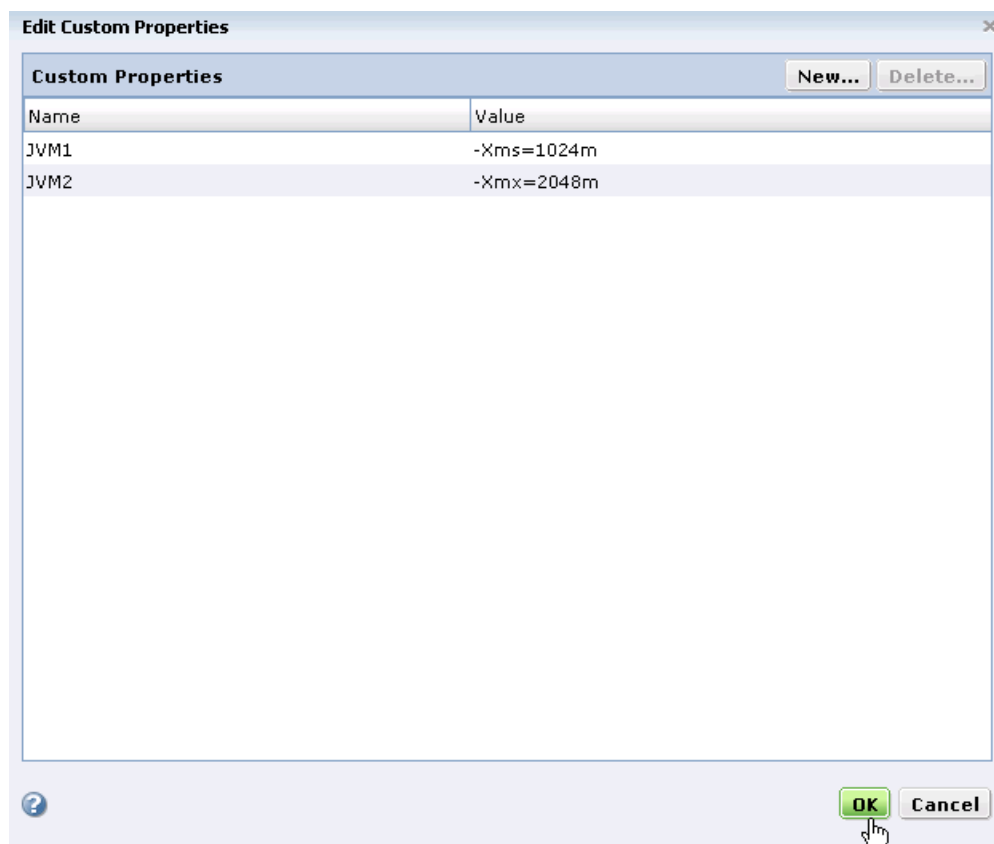 Edit Custom Properties
Custom Properties New... Delete...
Name Value
JVM1 -Xms=1024m
JVM2 -Xmx=2048m
? OK Cancel